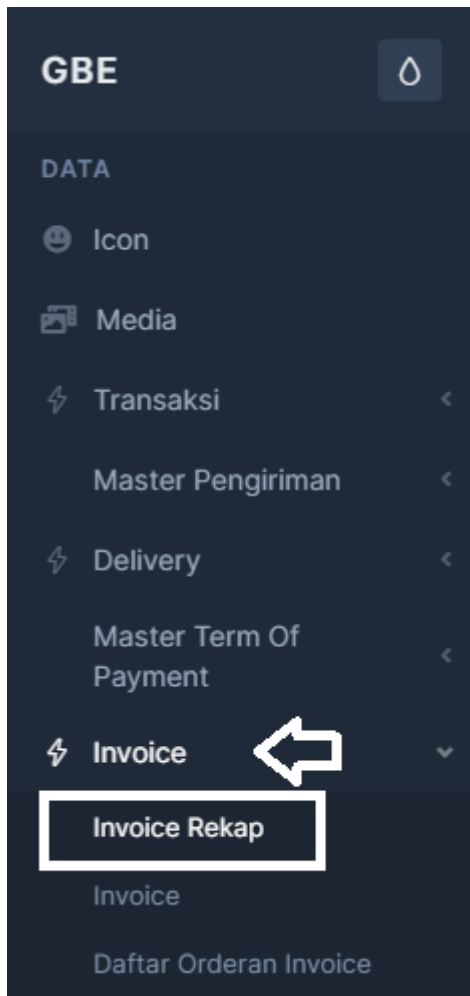 GBE
DATA
Icon
Media
Transaksi
Master Pengiriman
Delivery
Master Term Of
Payment
Invoice
Invoice Rekap
Invoice
Daftar Orderan Invoice